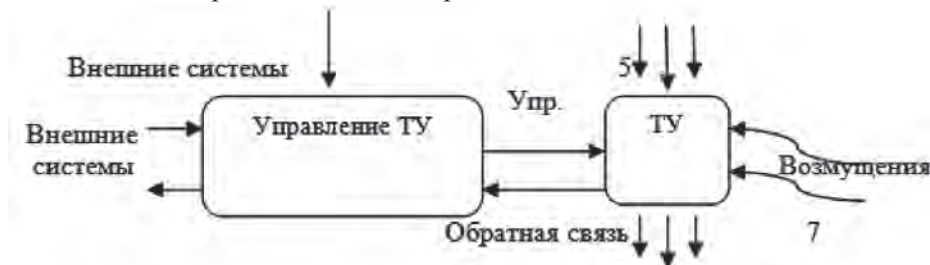 Внешние системы
5
Упр.
Управление ТУ
ТУ
Внешние
системы
Возмущения
Обратная связь
7